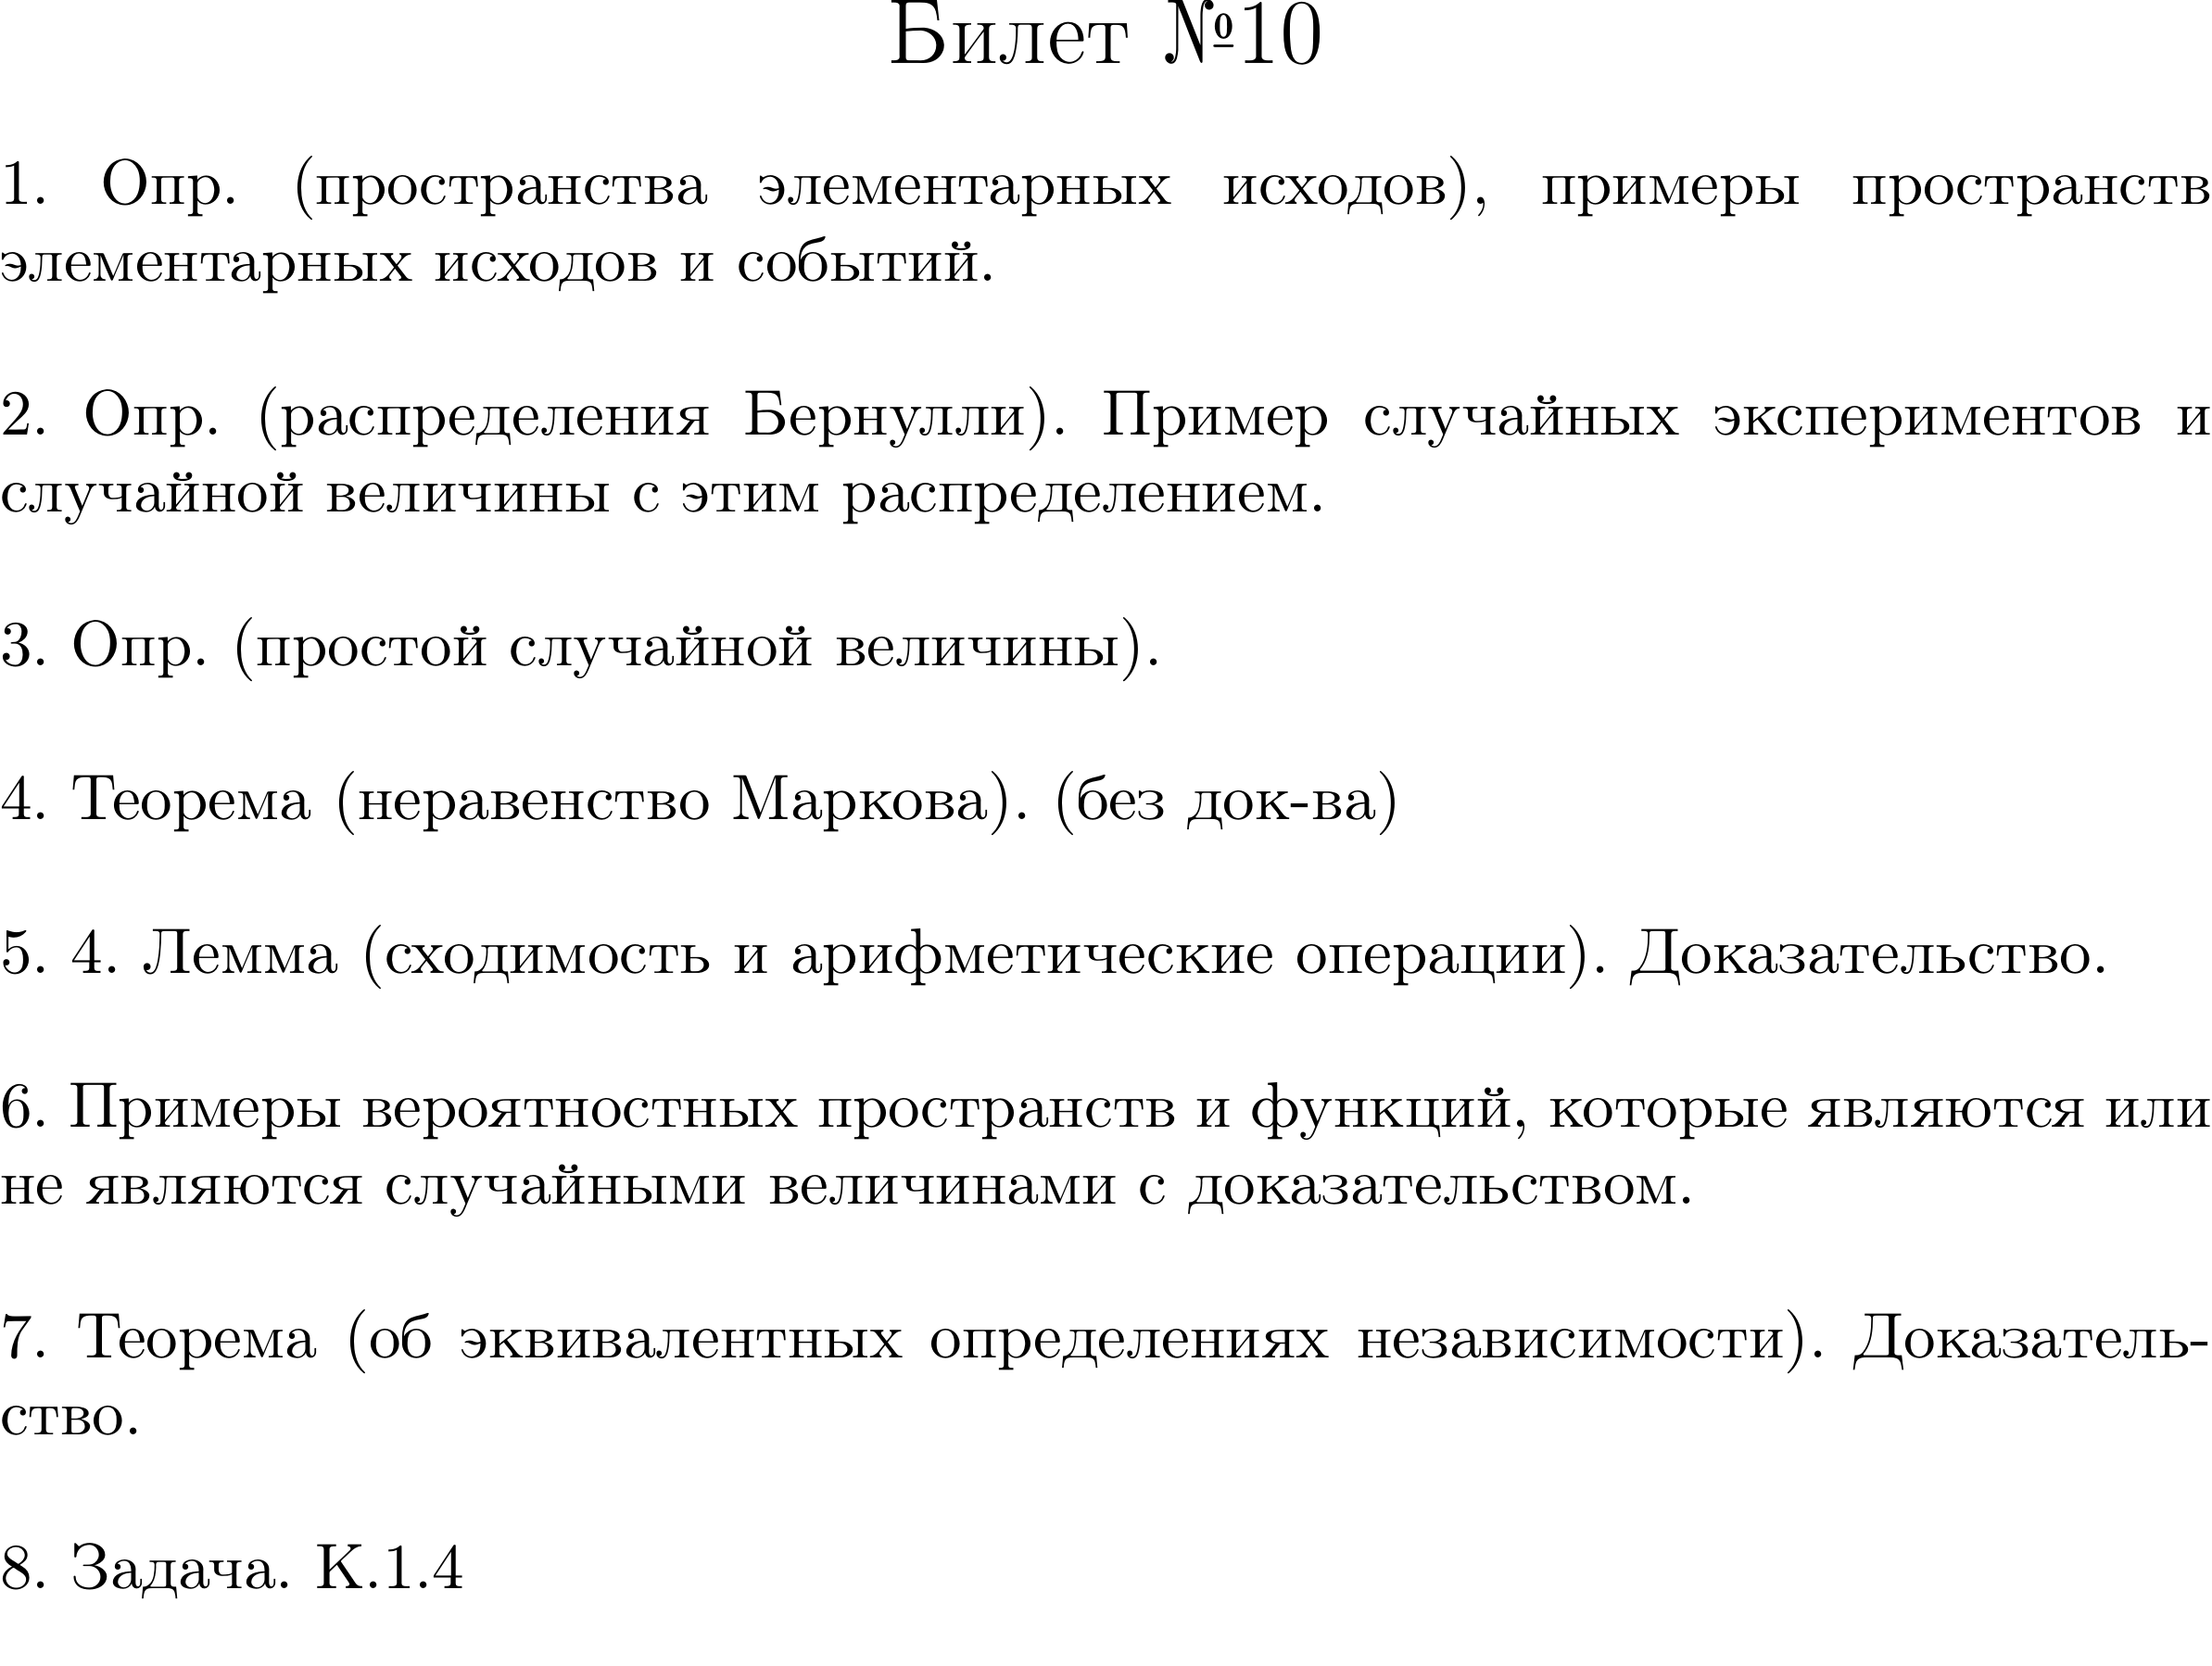 Билет №10
1. Опр. (пространства элементарных исходов), примеры пространств
элементарных исходов и событий.
2. Опр. (распределения Бернулли). Пример случайных экспериментов и
случайной величины с этим распределением.
3. Опр. (простой случайной величины).
4. Теорема (неравенство Маркова). (без док-ва)
5. 4. Лемма (сходимость и арифметические операции). Доказательство.
6. Примеры вероятностных пространств и функций, которые являются или
не являются случайными величинами с доказательством.
7. Теорема (об эквивалентных определениях независимости). Доказатель-
ство.
8. Задача. К.1.4